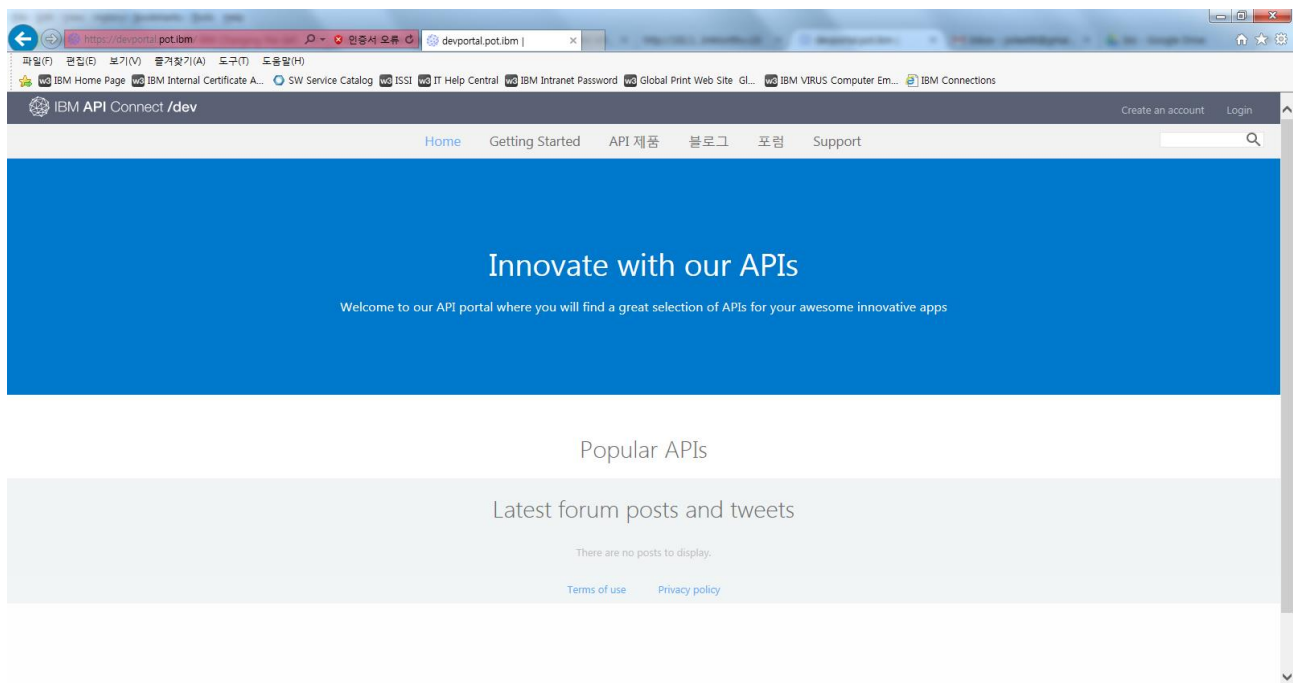 https://devportal.pot.ibm 인증서 오류 devportal.pot.ibm |
파일(F) 편집(E) 보기(V) 즐겨찾기(A) 도구(T) 도움말(H)
IBM Home Page IBM Internal Certificate A... SW Service Catalog ISSI IT Help Central IBM Intranet Password Global Print Web Site Gl... IBM VIRUS Computer Em... IBM Connections
IBM API Connect /dev Create an account Login
Home Getting Started API 제품 블로그 포럼 Support
Innovate with our APIs
Welcome to our API portal where you will find a great selection of APIs for your awesome innovative apps
Popular APIs
Latest forum posts and tweets
There are no posts to display.
Terms of use Privacy policy